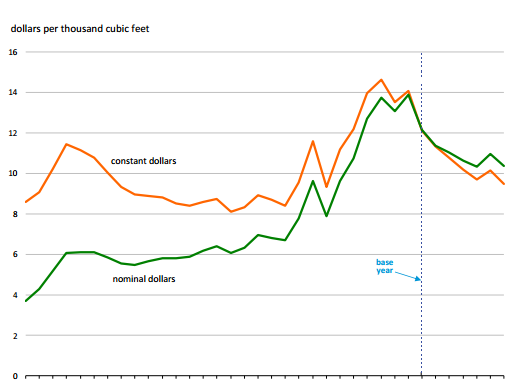 dollars per thousand cubic feet
16
14
12
constant dollars
10
8
6
base
year
nominal dollars
4
2
0